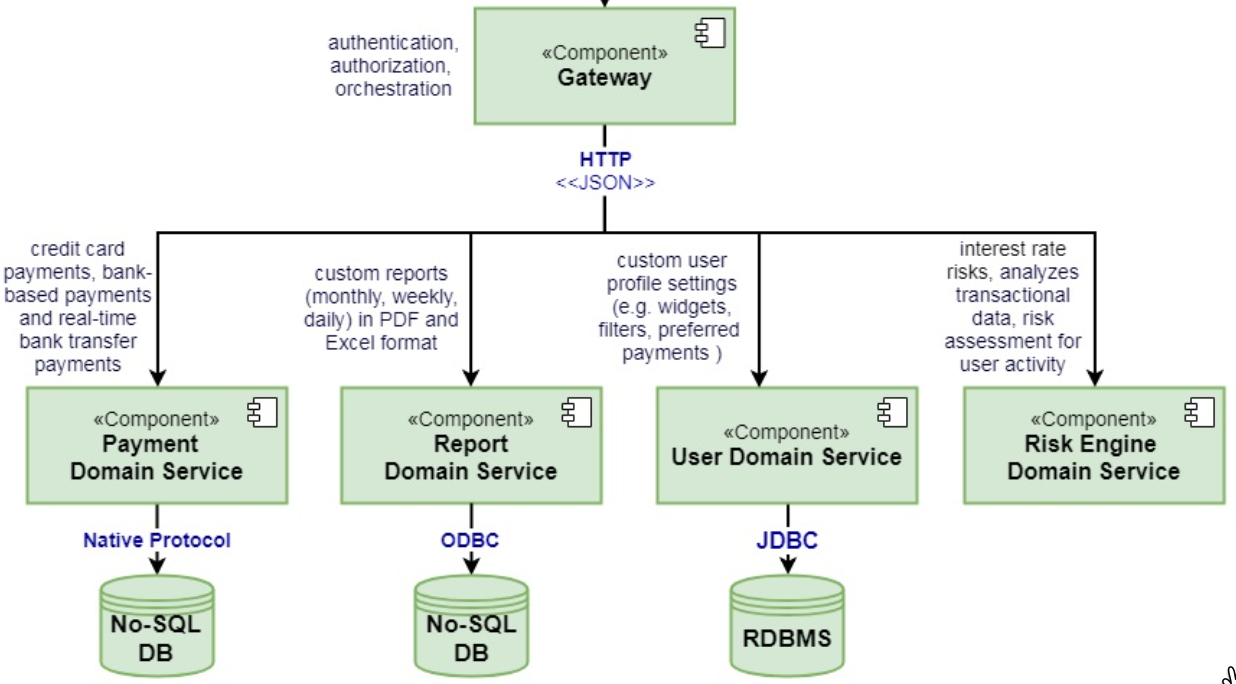 authentication,
authorization,
orchestration
«Component»
Gateway
HTTP
<<JSON>>
credit card
payments, bank-
based payments
and real-time
bank transfer
payments
custom reports
(monthly, weekly,
daily) in PDF and
Excel format
custom user
profile settings
(e.g. widgets,
filters, preferred
payments )
interest rate
risks, analyzes
transactional
data, risk
assessment for
user activity
«Component»
Payment
Domain Service
«Component»
Report
Domain Service
«Component»
User Domain Service
«Component»
Risk Engine
Domain Service
Native Protocol
ODBC
JDBC
No-SQL
DB
No-SQL
DB
RDBMS